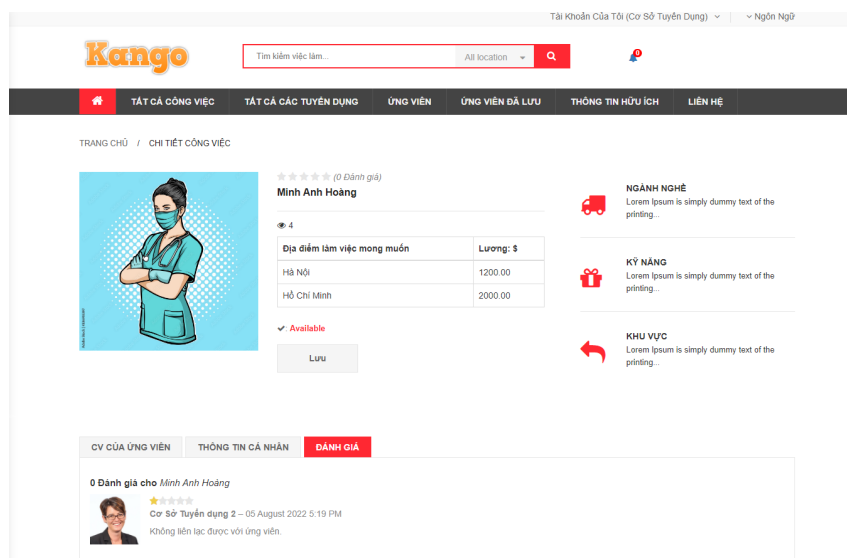 Tài Khoản Của Tôi (Cơ Sở Tuyển Dụng)
Ngôn Ngữ
Kango
Tìm kiếm việc làm...
All location
0
TẤT CẢ CÔNG VIỆC
TẤT CẢ CÁC TUYỂN DỤNG
ỨNG VIÊN
ỨNG VIÊN ĐÃ LƯU
THÔNG TIN HỮU ÍCH
LIÊN HỆ
TRANG CHỦ / CHI TIẾT CÔNG VIỆC
(0 Đánh giá)
Minh Anh Hoàng
4
Địa điểm làm việc mong muốn Lương: $
Hà Nội 1200.00
Hồ Chí Minh 2000.00
: Available
Lưu
NGÀNH NGHỀ
Lorem Ipsum is simply dummy text of the
printing...
KỸ NĂNG
Lorem Ipsum is simply dummy text of the
printing...
KHU VỰC
Lorem Ipsum is simply dummy text of the
printing...
CV CỦA ỨNG VIÊN
THÔNG TIN CÁ NHÂN
ĐÁNH GIÁ
0 Đánh giá cho Minh Anh Hoàng
Cơ Sở Tuyển dụng 2 – 05 August 2022 5:19 PM
Không liên lạc được với ứng viên.